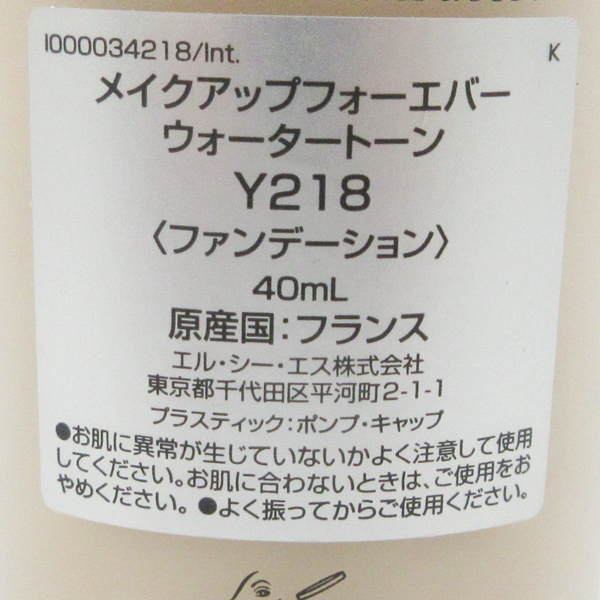 I000034218/Int. K
メイクアップフォーエバー
ウォータートーン
Y218
〈ファンデーション〉
40mL
原産国:フランス
エル・シー・エス株式会社
東京都千代田区平河町2-1-1
プラスティック:ポンプ・キャップ
●お肌に異常が生じていないかよく注意して使用
してください。お肌に合わないときは、ご使用をお
やめください。●よく振ってからご使用ください。